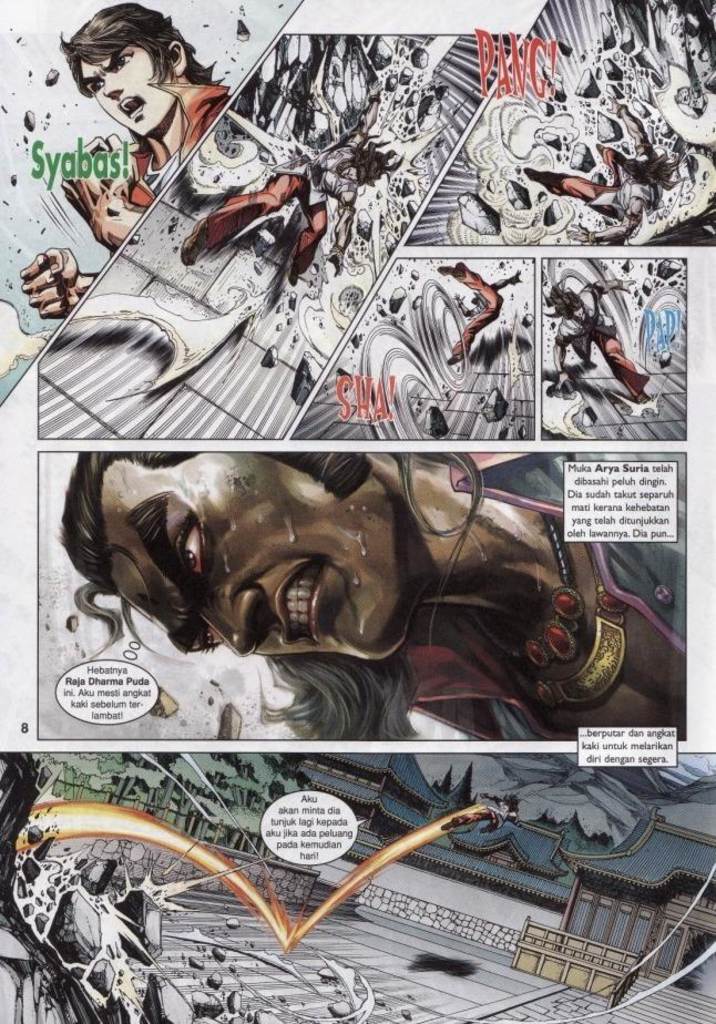 Syabas!
PANG!
SHA!
PAP!
Muka Arya Suria telah
dibasahi peluh dingin.
Dia sudah takut separuh
mati kerana kehebatan
yang telah ditunjukkan
oleh lawannya. Dia pun...
Hebatnya
Raja Dharma Puda
ini. Aku mesti angkat
kaki sebelum ter-
lambat!
8
...berputar dan angkat
kaki untuk melarikan
diri dengan segera.
Aku
akan minta dia
tunjuk lagi kepada
aku jika ada peluang
pada kemudian
hari!